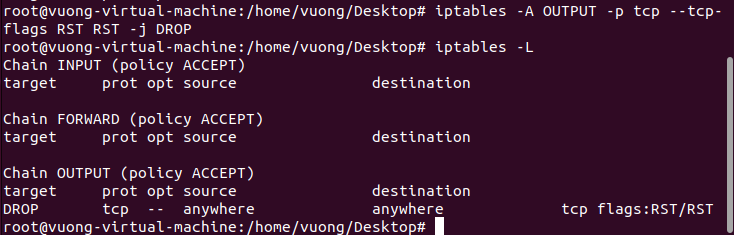 root@vuong-virtual-machine:/home/vuong/Desktop# iptables -A OUTPUT -p tcp --tcp-
flags RST RST -j DROP
root@vuong-virtual-machine:/home/vuong/Desktop# iptables -L
Chain INPUT (policy ACCEPT)
target     prot opt source               destination

Chain FORWARD (policy ACCEPT)
target     prot opt source               destination

Chain OUTPUT (policy ACCEPT)
target     prot opt source               destination
DROP       tcp  --  anywhere             anywhere             tcp flags:RST/RST
root@vuong-virtual-machine:/home/vuong/Desktop#